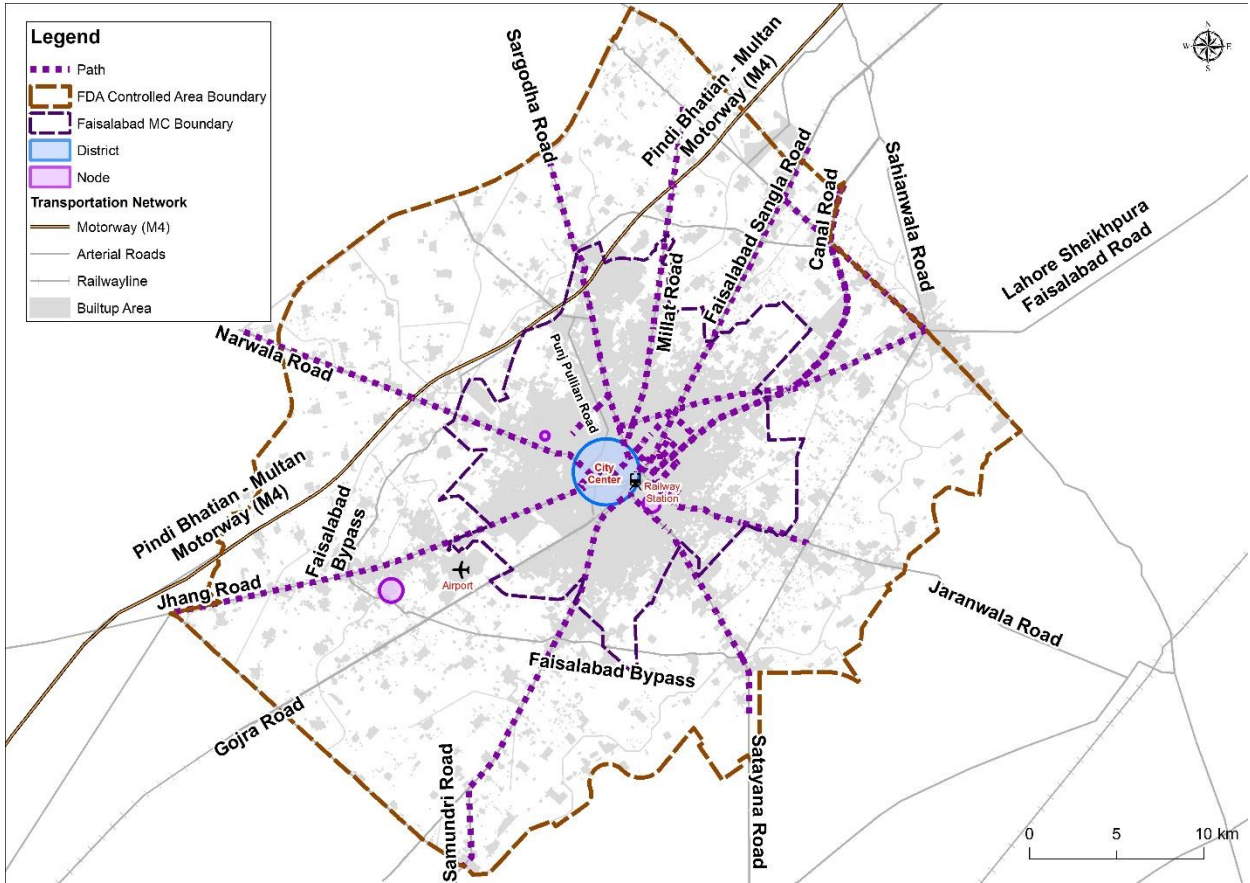 Legend
Path
FDA Controlled Area Boundary
Faisalabad MC Boundary
District
Node
Transportation Network
Motorway (M4)
Arterial Roads
Railwayline
Builtup Area
N
W E
S
Sargodha Road
Pindi Bhatian - Multan
Motorway (M4)
Millat Road
Faisalabad Sangla Road
Canal Road
Sahianwala Road
Lahore Sheikhpura
Faisalabad Road
Narwala Road
Punj Pullian Road
City
Center
Railway
Station
Pindi Bhatian - Multan
Motorway (M4)
Faisalabad
Bypass
Airport
Jhang Road
Jaranwala Road
Faisalabad Bypass
Gojra Road
Samundri Road
Satayana Road
0 5 10 km